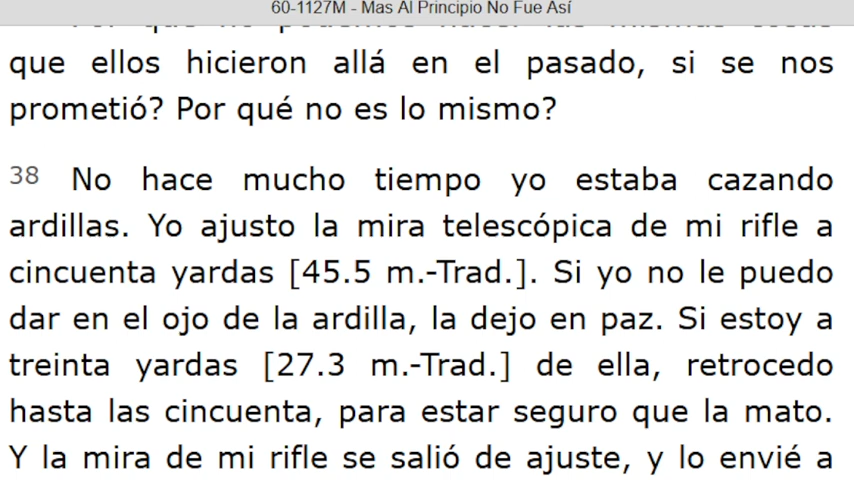 60-1127M - Mas Al Principio No Fue Así
que ellos hicieron allá en el pasado, si se nos
prometió? Por qué no es lo mismo?
38 No hace mucho tiempo yo estaba cazando
ardillas. Yo ajusto la mira telescópica de mi rifle a
cincuenta yardas [45.5 m.-Trad.]. Si yo no le puedo
dar en el ojo de la ardilla, la dejo en paz. Si estoy a
treinta yardas [27.3 m.-Trad.] de ella, retrocedo
hasta las cincuenta, para estar seguro que la mato.
Y la mira de mi rifle se salió de ajuste, y lo envié a